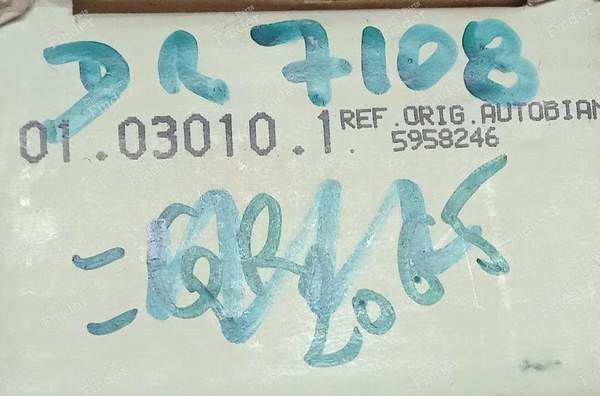 DR 7108
01.03010.1. REF.ORIG.AUTOBIAN
5958246
=